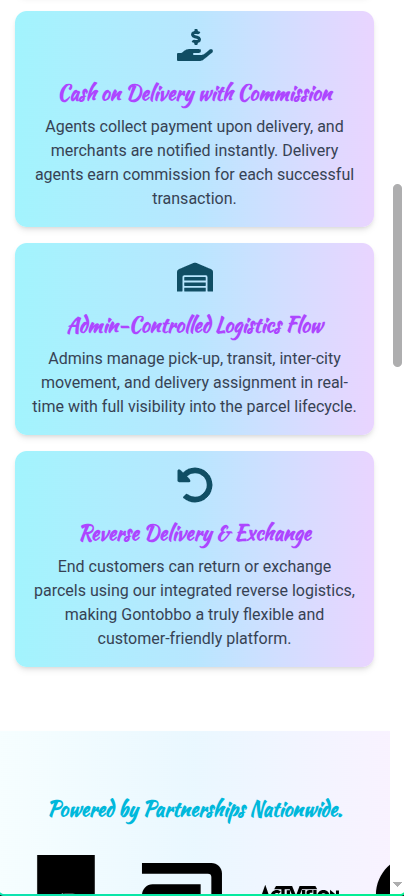 Cash on Delivery with Commission
Agents collect payment upon delivery, and
merchants are notified instantly. Delivery
agents earn commission for each successful
transaction.
Admin-Controlled Logistics Flow
Admins manage pick-up, transit, inter-city
movement, and delivery assignment in real-
time with full visibility into the parcel lifecycle.
Reverse Delivery & Exchange
End customers can return or exchange
parcels using our integrated reverse logistics,
making Gontobbo a truly flexible and
customer-friendly platform.
Powered by Partnerships Nationwide.
ACTIVISION